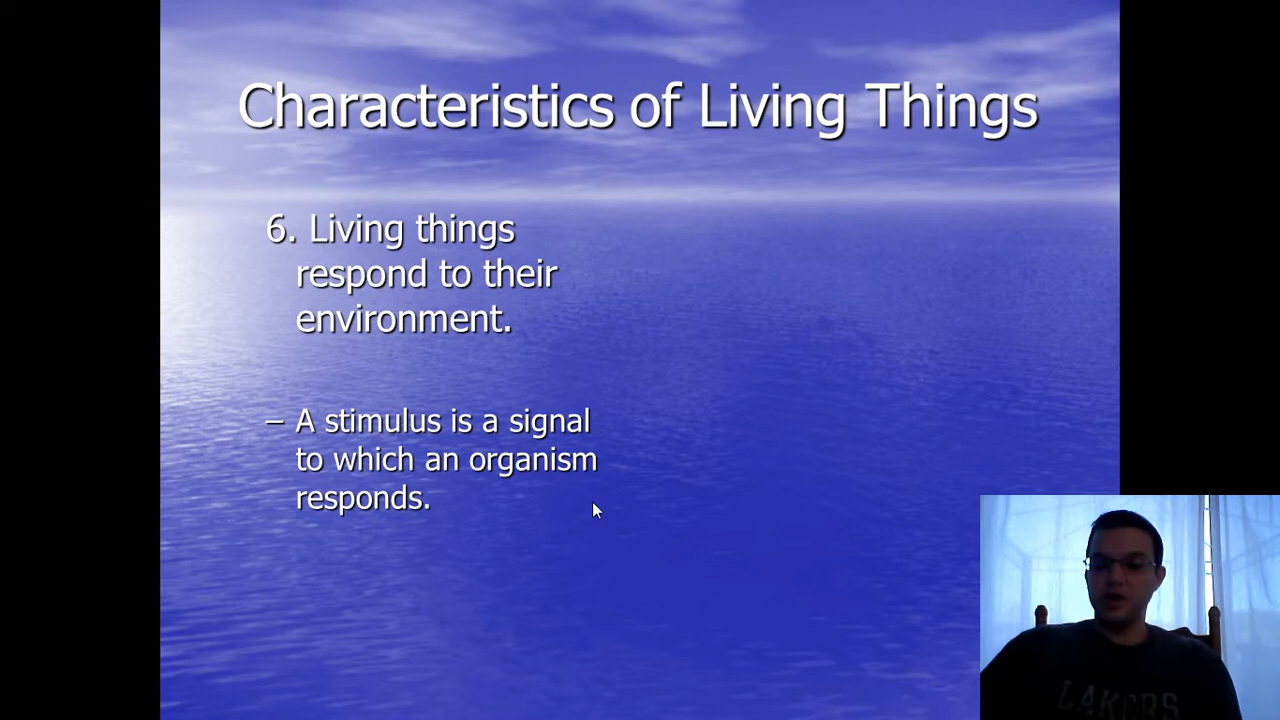 Characteristics of Living Things
6. Living things
respond to their
environment.
– A stimulus is a signal
to which an organism
responds.
LAKERS